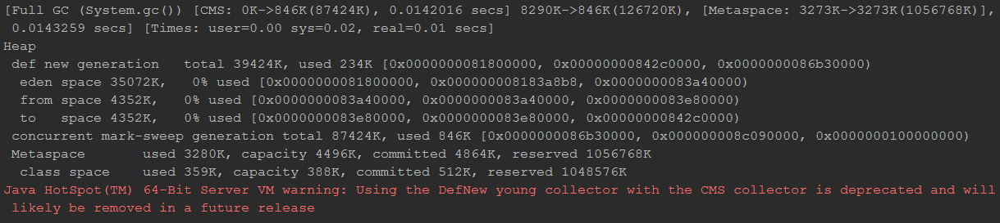 [Full GC (System.gc()) [CMS: 0K->846K(87424K), 0.0142016 secs] 8290K->846K(126720K), [Metaspace: 3273K->3273K(1056768K)],
 0.0143259 secs] [Times: user=0.00 sys=0.02, real=0.01 secs]
Heap
 def new generation   total 39424K, used 234K [0x0000000081800000, 0x00000000842c0000, 0x0000000086b30000)
  eden space 35072K,   0% used [0x0000000081800000, 0x000000008183a8b8, 0x0000000083a40000)
  from space 4352K,   0% used [0x0000000083a40000, 0x0000000083a40000, 0x0000000083e80000)
  to   space 4352K,   0% used [0x0000000083e80000, 0x0000000083e80000, 0x00000000842c0000)
 concurrent mark-sweep generation total 87424K, used 846K [0x0000000086b30000, 0x000000008c090000, 0x0000000100000000)
 Metaspace       used 3280K, capacity 4496K, committed 4864K, reserved 1056768K
  class space    used 359K, capacity 388K, committed 512K, reserved 1048576K
Java HotSpot(TM) 64-Bit Server VM warning: Using the DefNew young collector with the CMS collector is deprecated and will
 likely be removed in a future release